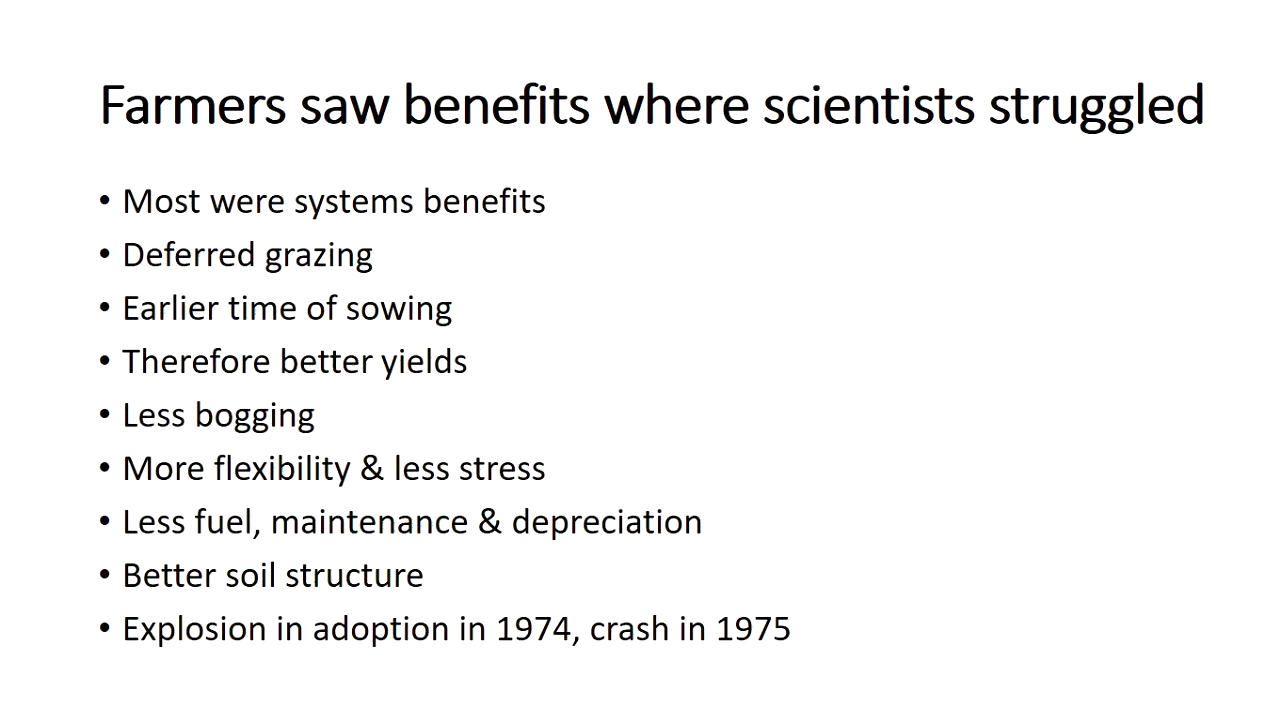 Farmers saw benefits where scientists struggled
• Most were systems benefits
• Deferred grazing
• Earlier time of sowing
• Therefore better yields
• Less bogging
• More flexibility & less stress
• Less fuel, maintenance & depreciation
• Better soil structure
• Explosion in adoption in 1974, crash in 1975